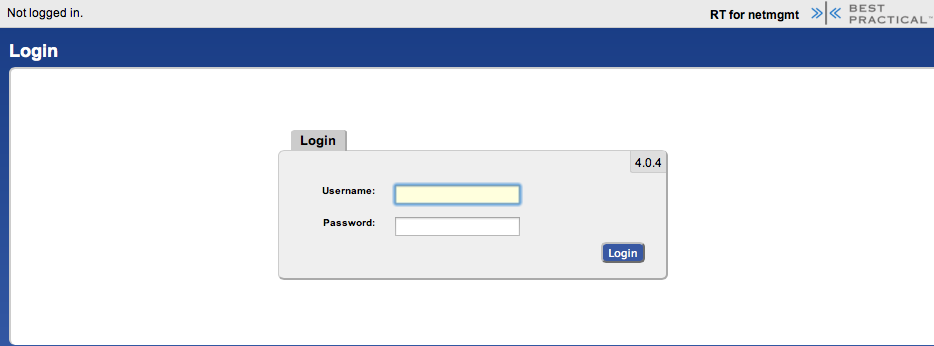 Not logged in.
RT for netmgmt
BEST
PRACTICAL™
Login
Login
4.0.4
Username:
Password:
Login